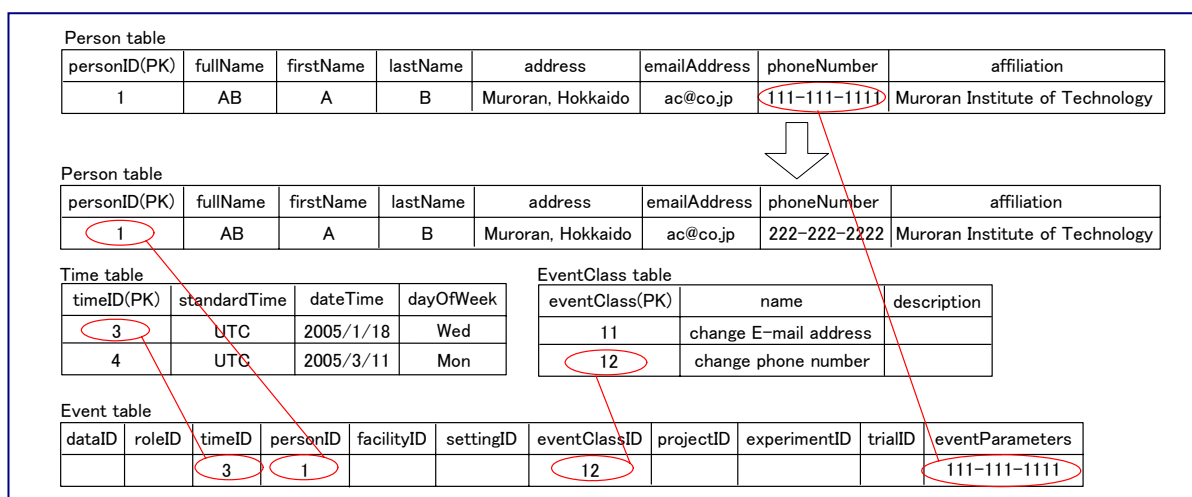 Person table
personID(PK) fullName firstName lastName address emailAddress phoneNumber affiliation
1 AB A B Muroran, Hokkaido ac@co.jp 111-111-1111 Muroran Institute of Technology
Person table
personID(PK) fullName firstName lastName address emailAddress phoneNumber affiliation
1 AB A B Muroran, Hokkaido ac@co.jp 222-222-2222 Muroran Institute of Technology
Time table
timeID(PK) standardTime dateTime dayOfWeek
3 UTC 2005/1/18 Wed
4 UTC 2005/3/11 Mon
EventClass table
eventClass(PK) name description
11 change E-mail address
12 change phone number
Event table
dataID roleID timeID personID facilityID settingID eventClassID projectID experimentID trialID eventParameters
3 1 12 111-111-1111